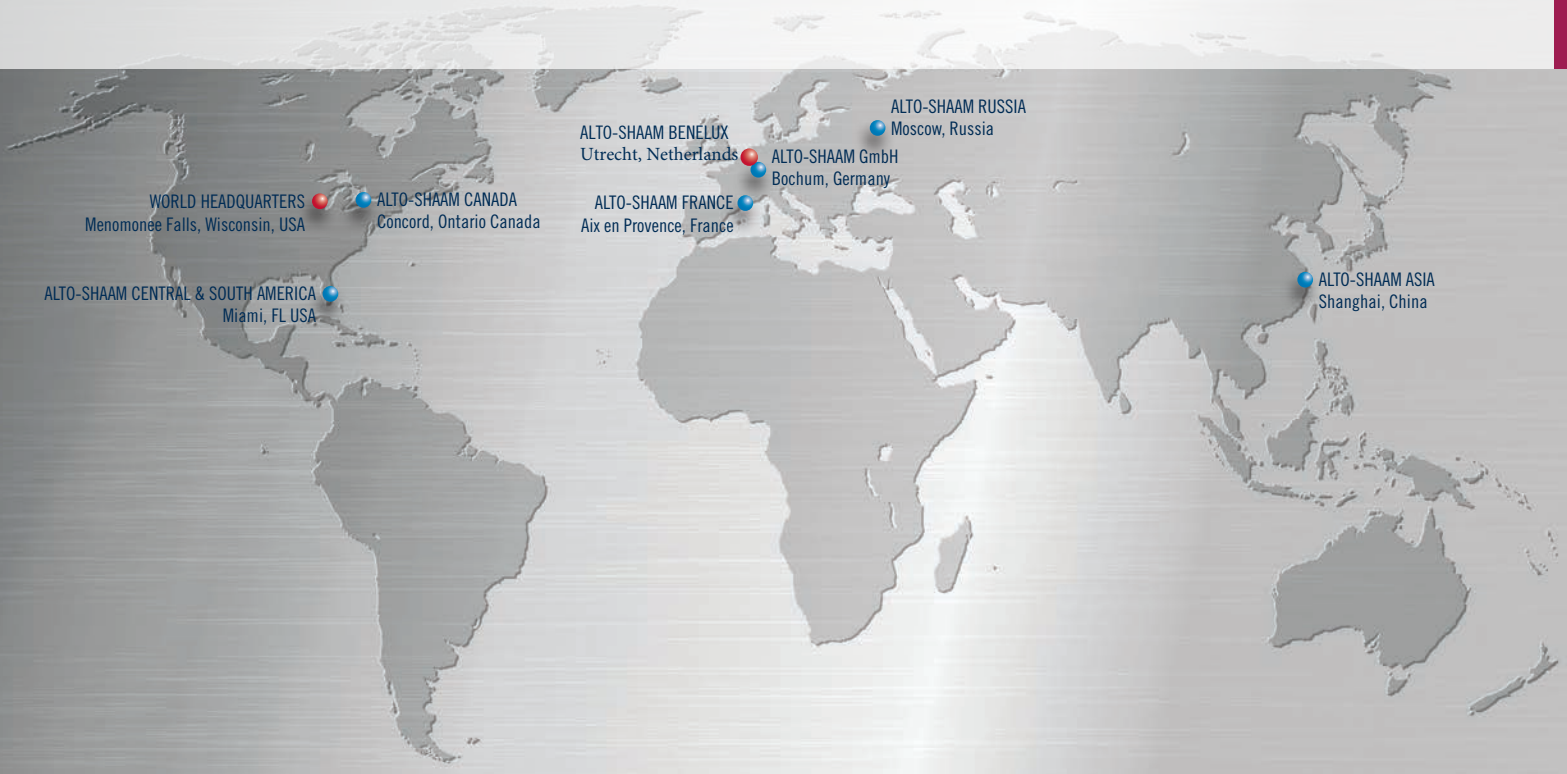 ALTO-SHAAM RUSSIA
Moscow, Russia
ALTO-SHAAM BENELUX
Utrecht, Netherlands
ALTO-SHAAM GmbH
Bochum, Germany
WORLD HEADQUARTERS
Menomonee Falls, Wisconsin, USA
ALTO-SHAAM CANADA
Concord, Ontario Canada
ALTO-SHAAM FRANCE
Aix en Provence, France
ALTO-SHAAM CENTRAL & SOUTH AMERICA
Miami, FL USA
ALTO-SHAAM ASIA
Shanghai, China